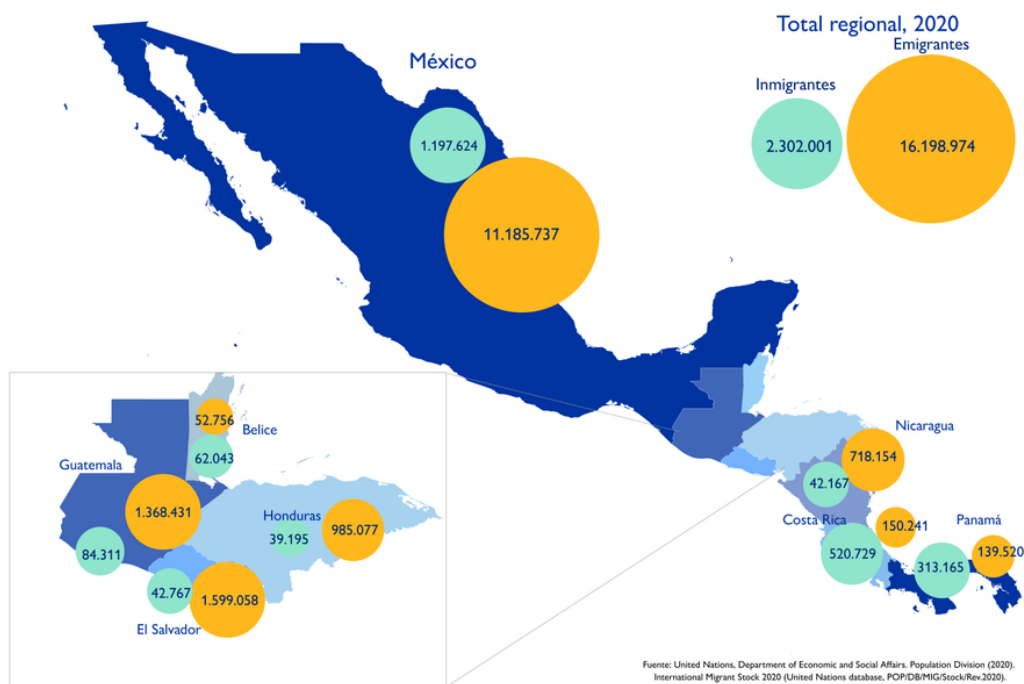 Total regional, 2020
Emigrantes
Inmigrantes
2.302.001
16.198.974
México
1.197.624
11.185.737
52.756
Belice
62.043
Guatemala
1.368.431
Honduras
39.195
985.077
84.311
42.767
1.599.058
El Salvador
Nicaragua
718.154
42.167
Costa Rica
150.241
Panamá
520.729
313.165
139.520
Fuente: United Nations, Department of Economic and Social Affairs. Population Division (2020).
International Migrant Stock 2020 (United Nations database, POP/DB/MIG/Stock/Rev.2020).